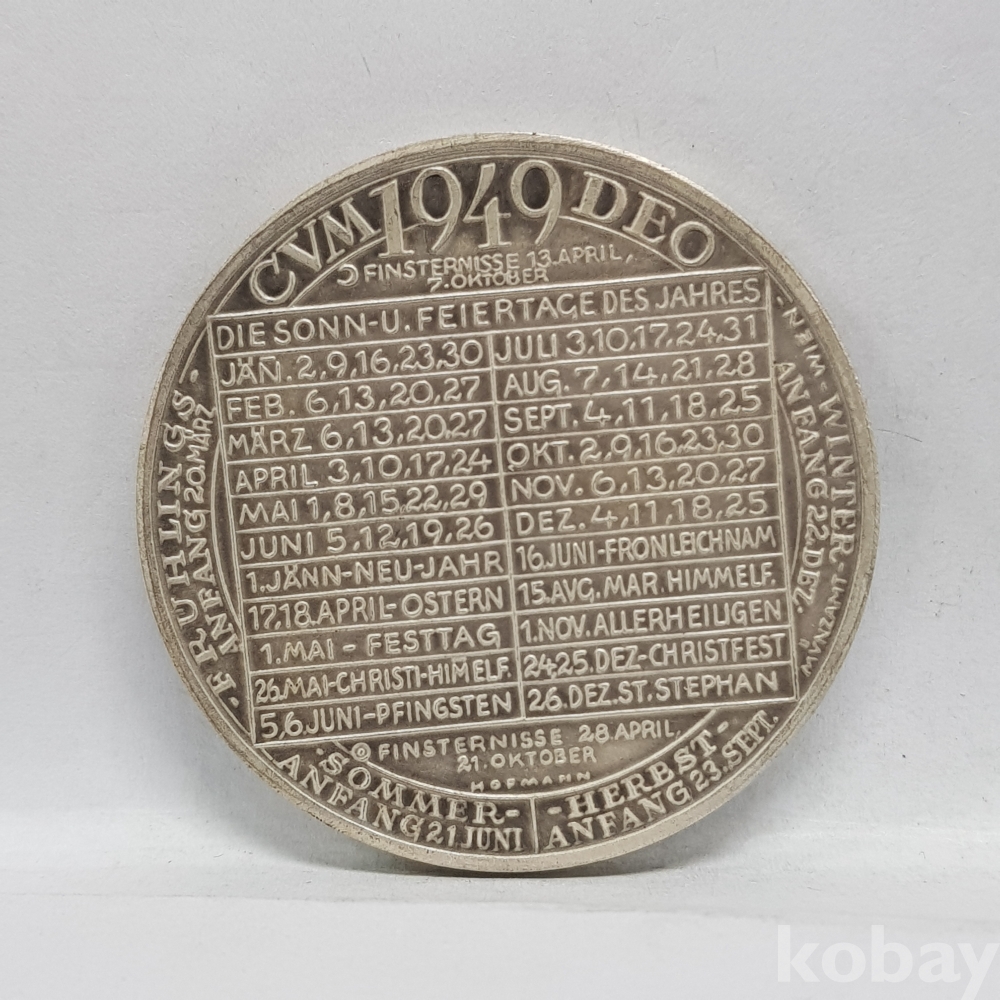 CVM 1949 DEO
FINSTERNISSE 13.APRIL,
7.OKTOBER
DIE SONN-U. FEIERTAGE DES JAHRES
JÄN. 2,9,16,23,30
JULI 3,10,17,24,31
FEB. 6,13,20,27
AUG. 7,14,21,28
MÄRZ 6,13,20,27
SEPT. 4,11,18,25
APRIL 3,10,17,24
OKT. 2,9,16,23,30
MAI 1,8,15,22,29
NOV. 6,13,20,27
JUNI 5,12,19,26
DEZ. 4,11,18,25
1.JÄNN-NEU-JAHR
16.JUNI-FRONLEICHNAM
17,18.APRIL-OSTERN
15.AVG.MAR.HIMMELF.
1.MAI - FESTTAG
1.NOV.ALLERHEILIGEN
26.MAI-CHRISTI-HIMELF.
24,25.DEZ-CHRISTFEST
5,6.JUNI-PFINGSTEN
26.DEZ.ST.STEPHAN
FINSTERNISSE 28.APRIL,
21.OKTOBER
HOFMANN
-FRÜHLINGS-
ANFANG 20.MÄRZ
-SOMMER-
ANFANG 21 JUNI
-HERBST-
ANFANG 23.SEPT.
-WIEN-WINTER-
ANFANG 22.DEZ.
kobay